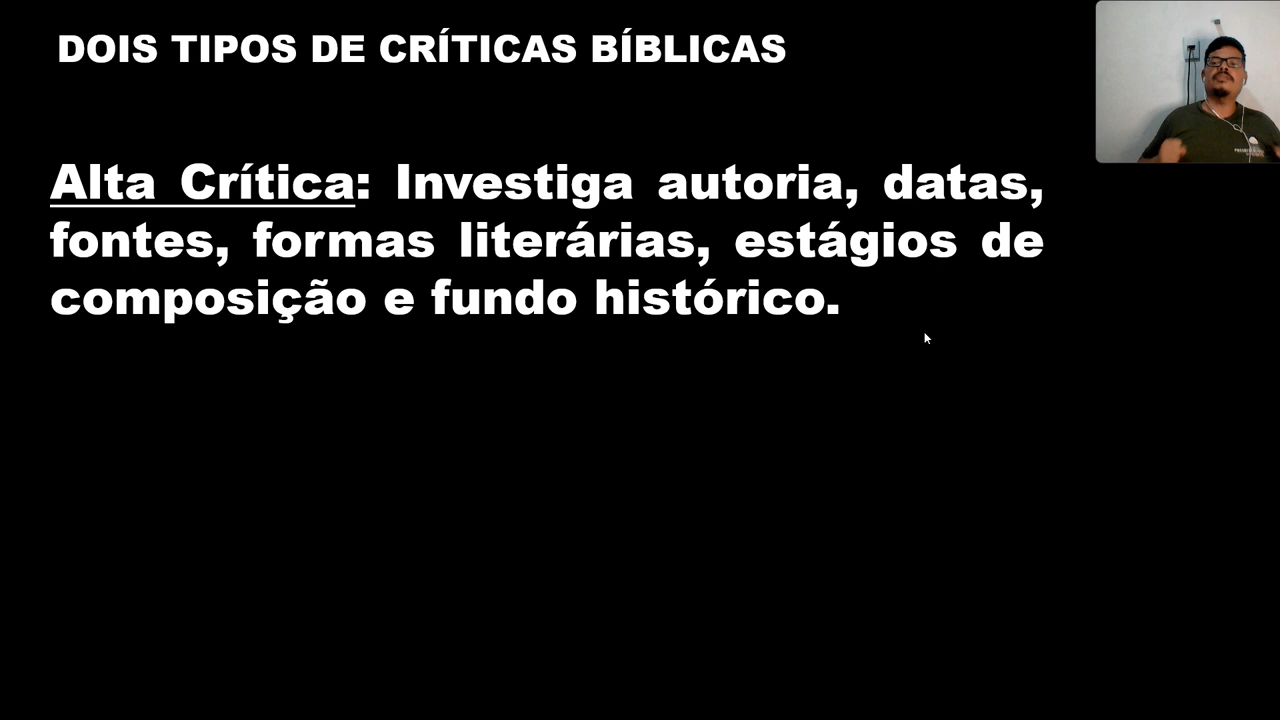 DOIS TIPOS DE CRÍTICAS BÍBLICAS
Alta Crítica: Investiga autoria, datas,
fontes, formas literárias, estágios de
composição e fundo histórico.